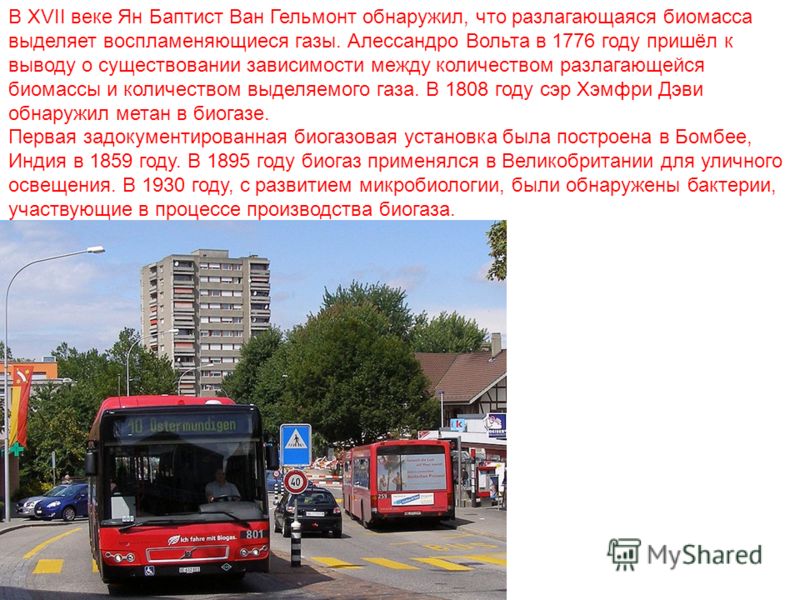 В XVII веке Ян Баптист Ван Гельмонт обнаружил, что разлагающаяся биомасса
выделяет воспламеняющиеся газы. Алессандро Вольта в 1776 году пришёл к
выводу о существовании зависимости между количеством разлагающейся
биомассы и количеством выделяемого газа. В 1808 году сэр Хэмфри Дэви
обнаружил метан в биогазе.
Первая задокументированная биогазовая установка была построена в Бомбее,
Индия в 1859 году. В 1895 году биогаз применялся в Великобритании для уличного
освещения. В 1930 году, с развитием микробиологии, были обнаружены бактерии,
участвующие в процессе производства биогаза.
10 Ostermundigen
40
259
Ich fahre mit Biogas.
801
MyShared